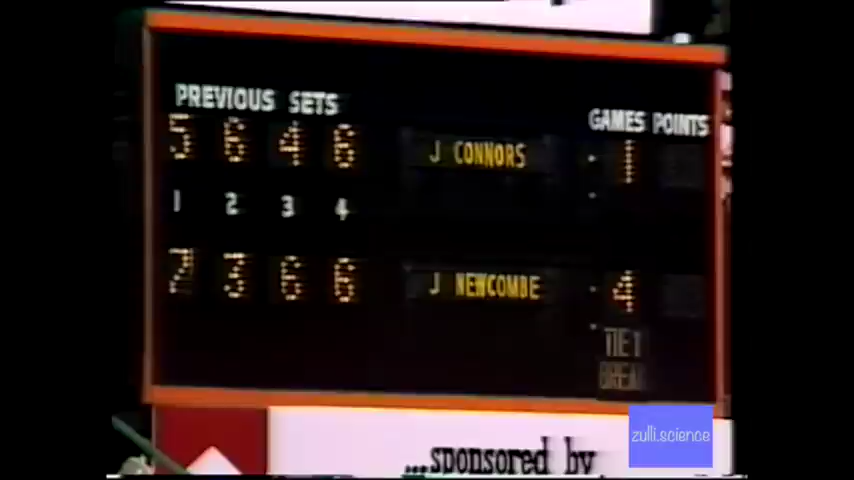 PREVIOUS SETS
GAMES POINTS
5 6 4 6 J CONNORS 1
1 2 3 4
7 3 6 6 J NEWCOMBE 4
TIE
BREAK
...sponsored by
zulli.science